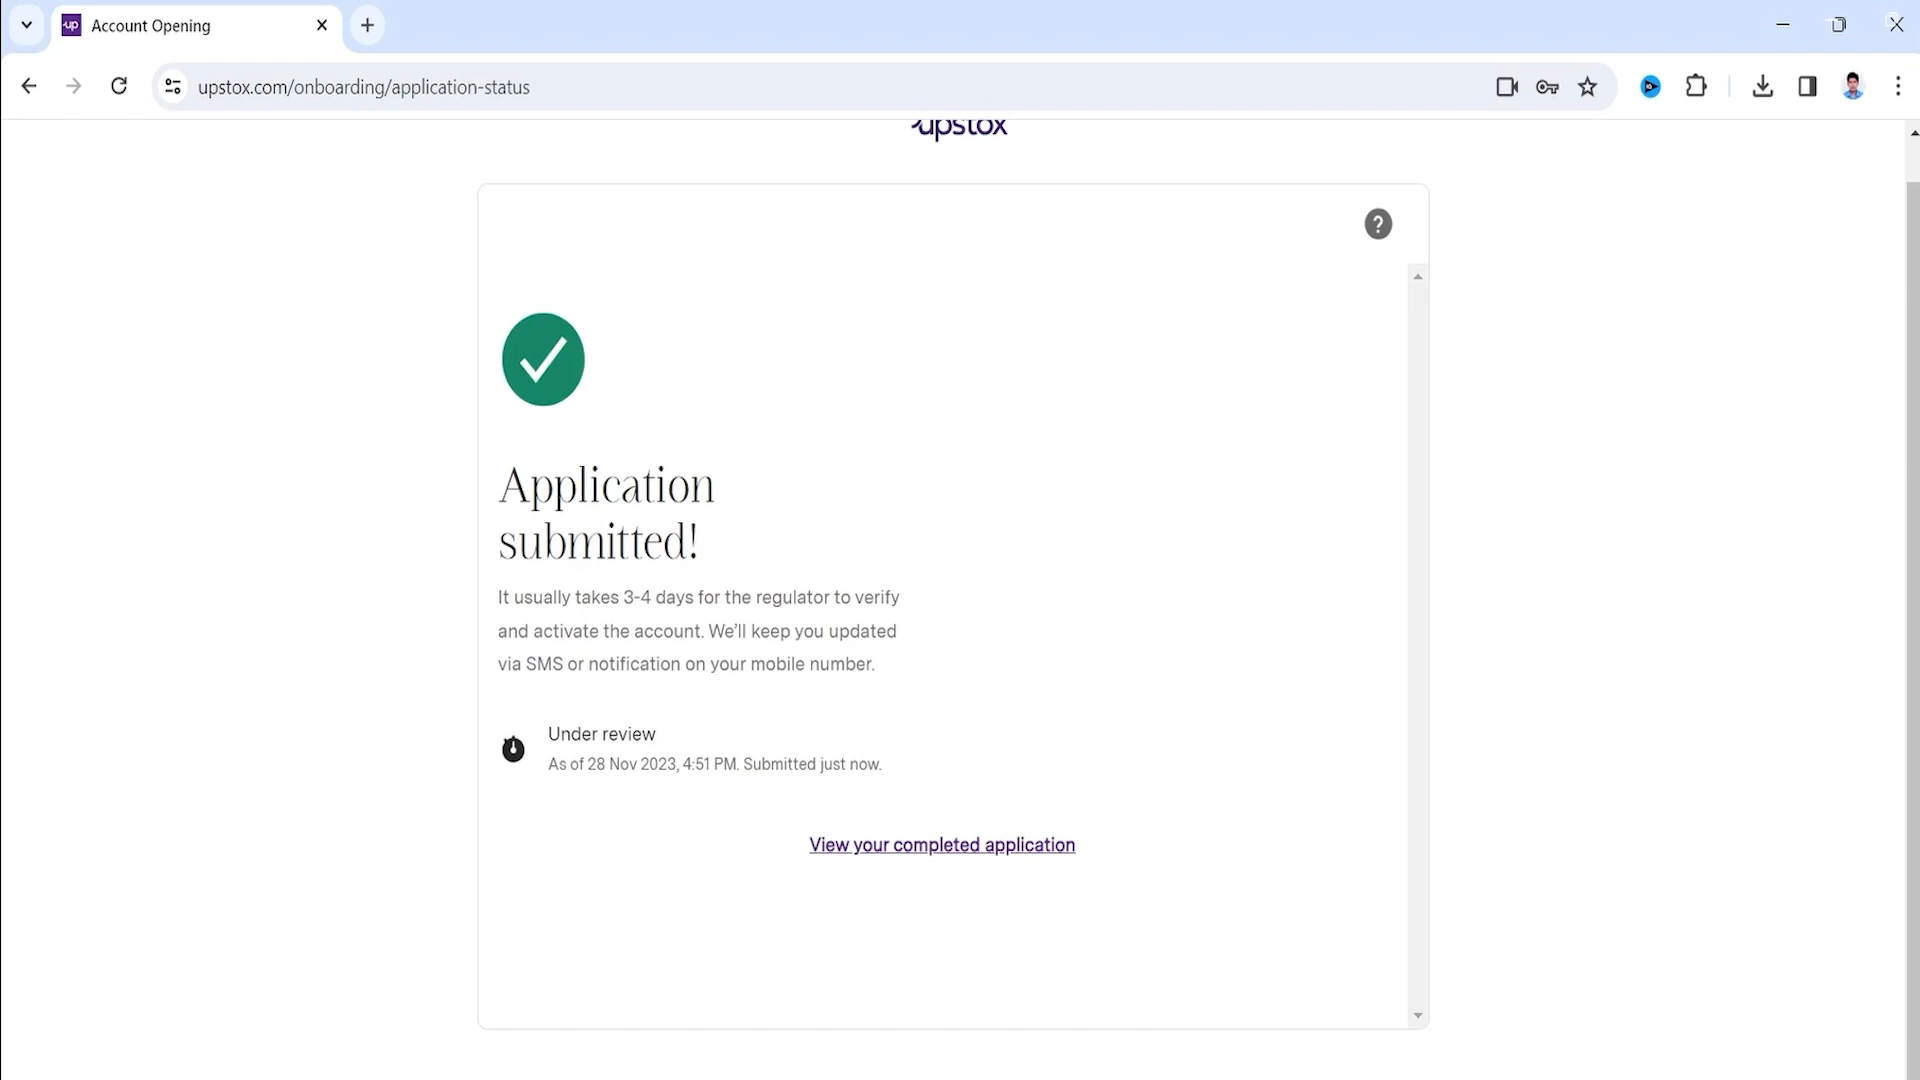 up Account Opening
upstox.com/onboarding/application-status
upstox
?
Application
submitted!
It usually takes 3-4 days for the regulator to verify
and activate the account. We’ll keep you updated
via SMS or notification on your mobile number.
Under review
As of 28 Nov 2023, 4:51 PM. Submitted just now.
View your completed application